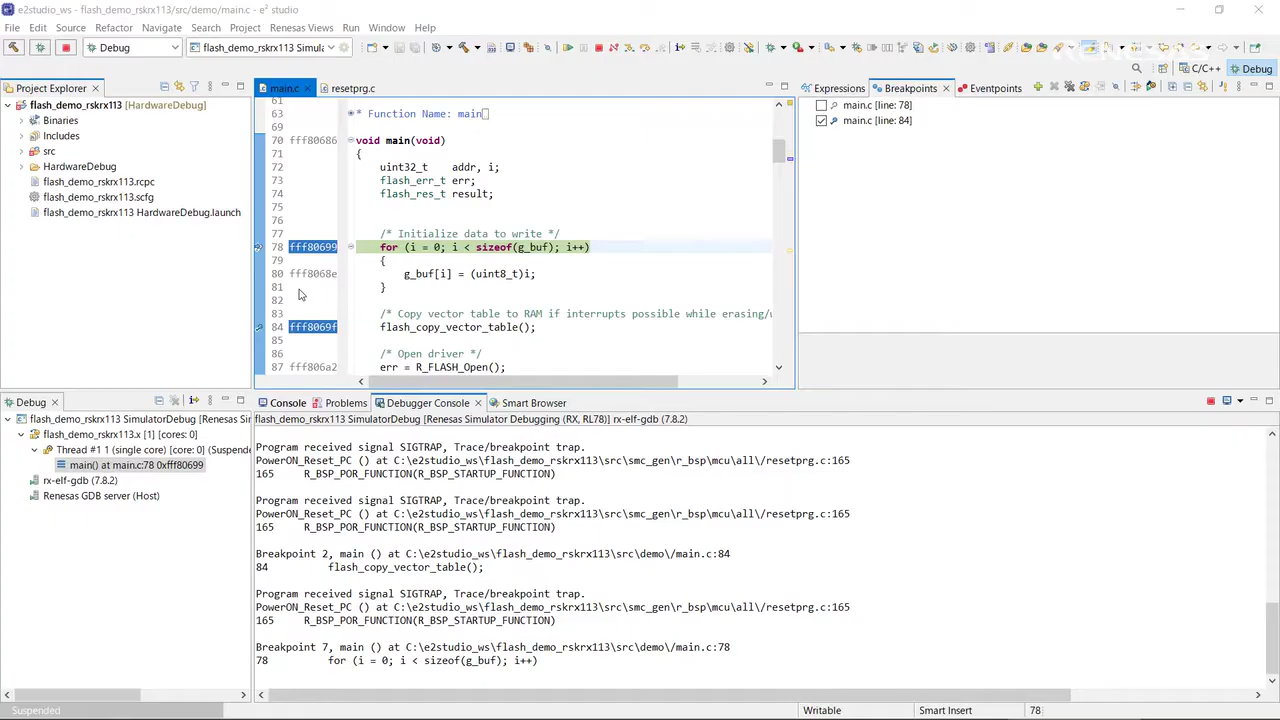 e2studio_ws - flash_demo_rskrx113/src/demo/main.c - e² studio
File Edit Source Refactor Navigate Search Project Renesas Views Run Window Help
Debug flash_demo_rskrx113 Simula
RENESAS
C/C++ Debug
Project Explorer
flash_demo_rskrx113 [HardwareDebug]
Binaries
Includes
src
HardwareDebug
flash_demo_rskrx113.rcpc
flash_demo_rskrx113.scfg
flash_demo_rskrx113 HardwareDebug.launch
main.c resetprg.c
61
63 * Function Name: main
69
70 fff80686 void main(void)
71 {
72 uint32_t addr, i;
73 flash_err_t err;
74 flash_res_t result;
75
76
77 /* Initialize data to write */
78 fff80699 for (i = 0; i < sizeof(g_buf); i++)
79 {
80 fff8068e g_buf[i] = (uint8_t)i;
81 }
82
83 /* Copy vector table to RAM if interrupts possible while erasing/w
84 fff8069f flash_copy_vector_table();
85
86 /* Open driver */
87 fff806a2 err = R_FLASH_Open();
Expressions Breakpoints Eventpoints
main.c [line: 78]
main.c [line: 84]
Debug
flash_demo_rskrx113 SimulatorDebug [Renesas Sir
flash_demo_rskrx113.x [1] [cores: 0]
Thread #1 1 (single core) [core: 0] (Suspende
main() at main.c:78 0xfff80699
rx-elf-gdb (7.8.2)
Renesas GDB server (Host)
Console Problems Debugger Console Smart Browser
flash_demo_rskrx113 SimulatorDebug [Renesas Simulator Debugging (RX, RL78)] rx-elf-gdb (7.8.2)
Program received signal SIGTRAP, Trace/breakpoint trap.
PowerON_Reset_PC () at C:\e2studio_ws\flash_demo_rskrx113\src\smc_gen\r_bsp\mcu\all\/resetprg.c:165
165 R_BSP_POR_FUNCTION(R_BSP_STARTUP_FUNCTION)
Program received signal SIGTRAP, Trace/breakpoint trap.
PowerON_Reset_PC () at C:\e2studio_ws\flash_demo_rskrx113\src\smc_gen\r_bsp\mcu\all\/resetprg.c:165
165 R_BSP_POR_FUNCTION(R_BSP_STARTUP_FUNCTION)
Breakpoint 2, main () at C:\e2studio_ws\flash_demo_rskrx113\src\demo\/main.c:84
84 flash_copy_vector_table();
Program received signal SIGTRAP, Trace/breakpoint trap.
PowerON_Reset_PC () at C:\e2studio_ws\flash_demo_rskrx113\src\smc_gen\r_bsp\mcu\all\/resetprg.c:165
165 R_BSP_POR_FUNCTION(R_BSP_STARTUP_FUNCTION)
Breakpoint 7, main () at C:\e2studio_ws\flash_demo_rskrx113\src\demo\/main.c:78
78 for (i = 0; i < sizeof(g_buf); i++)
Suspended Writable Smart Insert 78